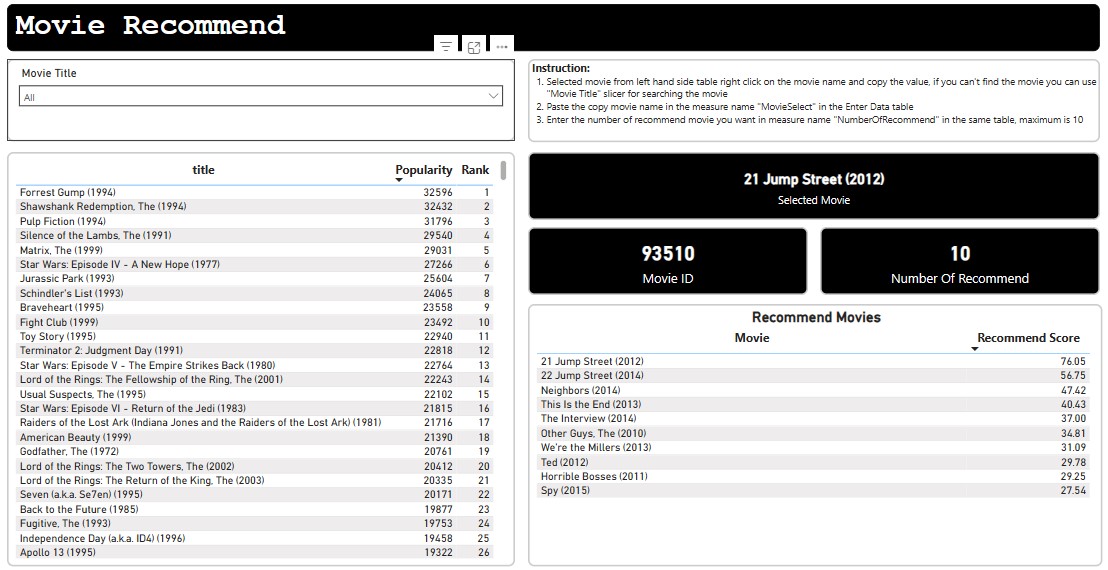 Movie Recommend
Movie Title
All
Instruction:
1. Selected movie from left hand side table right click on the movie name and copy the value, if you can't find the movie you can use
"Movie Title" slicer for searching the movie
2. Paste the copy movie name in the measure name "MovieSelect" in the Enter Data table
3. Enter the number of recommend movie you want in measure name "NumberOfRecommend" in the same table, maximum is 10
title Popularity Rank
Forrest Gump (1994) 32596 1
Shawshank Redemption, The (1994) 32432 2
Pulp Fiction (1994) 31796 3
Silence of the Lambs, The (1991) 29540 4
Matrix, The (1999) 29031 5
Star Wars: Episode IV - A New Hope (1977) 27266 6
Jurassic Park (1993) 25604 7
Schindler's List (1993) 24065 8
Braveheart (1995) 23558 9
Fight Club (1999) 23492 10
Toy Story (1995) 22940 11
Terminator 2: Judgment Day (1991) 22818 12
Star Wars: Episode V - The Empire Strikes Back (1980) 22764 13
Lord of the Rings: The Fellowship of the Ring, The (2001) 22243 14
Usual Suspects, The (1995) 22102 15
Star Wars: Episode VI - Return of the Jedi (1983) 21815 16
Raiders of the Lost Ark (Indiana Jones and the Raiders of the Lost Ark) (1981) 21716 17
American Beauty (1999) 21390 18
Godfather, The (1972) 20761 19
Lord of the Rings: The Two Towers, The (2002) 20412 20
Lord of the Rings: The Return of the King, The (2003) 20335 21
Seven (a.k.a. Se7en) (1995) 20171 22
Back to the Future (1985) 19877 23
Fugitive, The (1993) 19753 24
Independence Day (a.k.a. ID4) (1996) 19458 25
Apollo 13 (1995) 19322 26
21 Jump Street (2012)
Selected Movie
93510
Movie ID
10
Number Of Recommend
Recommend Movies
Movie Recommend Score
21 Jump Street (2012) 76.05
22 Jump Street (2014) 56.75
Neighbors (2014) 47.42
This Is the End (2013) 40.43
The Interview (2014) 37.00
Other Guys, The (2010) 34.81
We're the Millers (2013) 31.09
Ted (2012) 29.78
Horrible Bosses (2011) 29.25
Spy (2015) 27.54